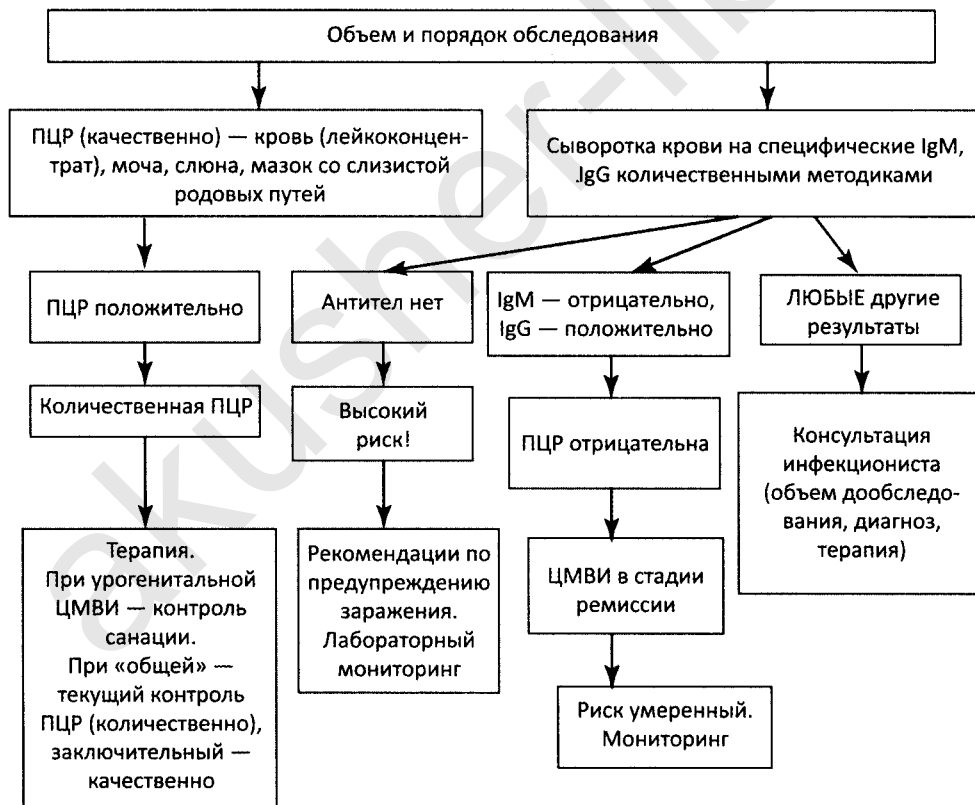 Объем и порядок обследования
ПЦР (качественно) — кровь (лейкоконцен-
трат), моча, слюна, мазок со слизистой
родовых путей
Сыворотка крови на специфические IgM,
.IgG количественными методиками
ПЦР положительно
Антител нет
IgM — отрицательно,
IgG — положительно
ЛЮБЫЕ другие
результаты
Количественная ПЦР
Высокий
риск!
ПЦР отрицательна
Консультация
инфекциониста
(объем дообследо-
вания, диагноз,
терапия)
Терапия.
При урогенитальной
ЦМВИ — контроль
санации.
При «общей» —
текущий контроль
ПЦР (количественно),
заключительный —
качественно
Рекомендации по
предупреждению
заражения.
Лабораторный
мониторинг
ЦМВИ в стадии
ремиссии
Риск умеренный.
Мониторинг
akusher-lib